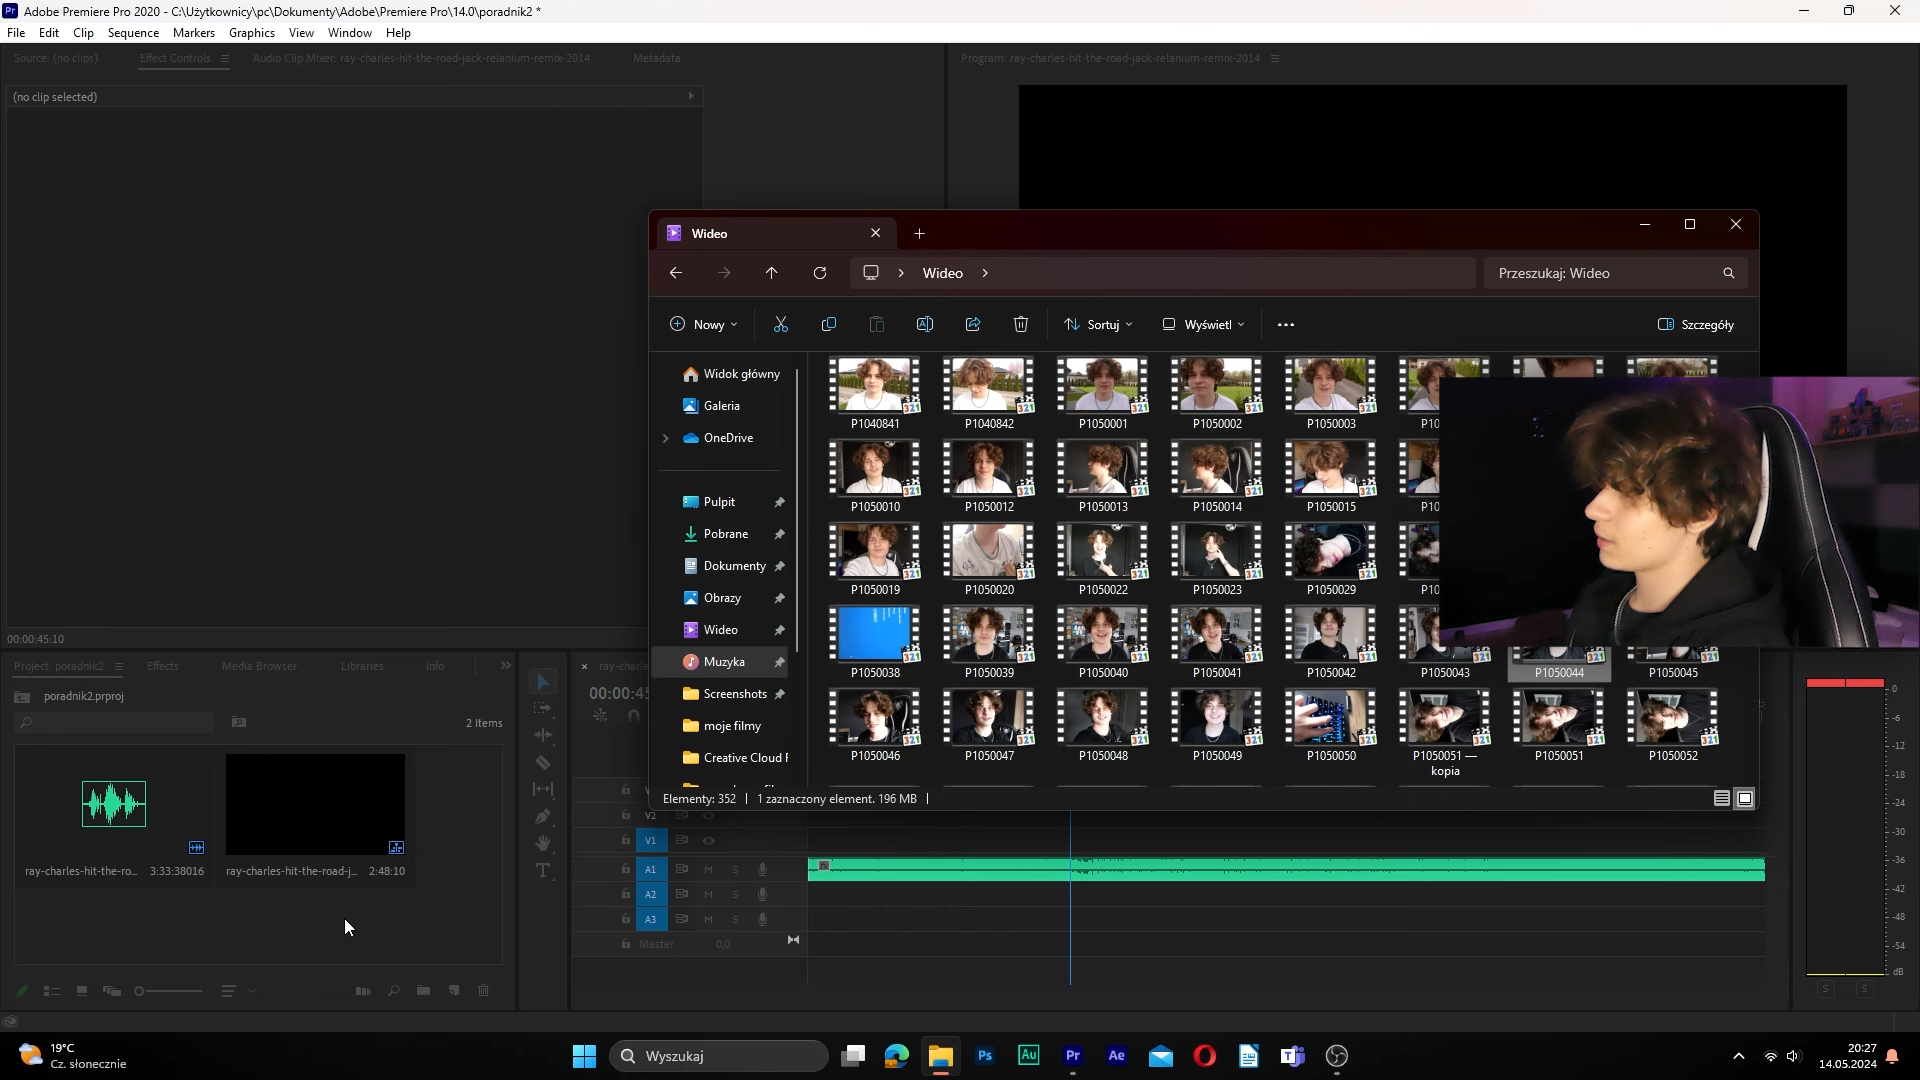 Adobe Premiere Pro 2020 - C:\Użytkownicy\pc\Dokumenty\Adobe\Premiere Pro\14.0\poradnik2 *
File Edit Clip Sequence Markers Graphics View Window Help
Source: (no clips) Effect Controls Audio Clip Mixer: ray-charles-hit-the-road-jack-relanium-remix-2014 Metadata
Program: ray-charles-hit-the-road-jack-relanium-remix-2014
(no clip selected)
00:00:45:10
Wideo
Wideo
Przeszukaj: Wideo
Nowy Sortuj Wyświetl Szczegóły
Widok główny
Galeria
OneDrive
Pulpit
Pobrane
Dokumenty
Obrazy
Wideo
Muzyka
Screenshots
moje filmy
Creative Cloud F
P1040841 P1040842 P1050001 P1050002 P1050003 P10
P1050010 P1050012 P1050013 P1050014 P1050015 P10
P1050019 P1050020 P1050022 P1050023 P1050029 P10
P1050038 P1050039 P1050040 P1050041 P1050042 P1050043 P1050044 P1050045
P1050046 P1050047 P1050048 P1050049 P1050050 P1050051 — kopia P1050051 P1050052
Elementy: 352 1 zaznaczony element. 196 MB
Project: poradnik2 Effects Media Browser Libraries Info
poradnik2.prproj
2 Items
ray-charles-hit-the-ro... 3:33:38016
ray-charles-hit-the-road-j... 2:48:10
ray-charle
00:00:45
V2
V1
A1 M S
A2 M S
A3 M S
Master 0,0
0
-6
-12
-18
-24
-30
-36
-42
-48
-54
dB
S S
19°C
Cz. słonecznie
Wyszukaj
20:27
14.05.2024